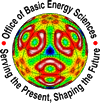 Office of Basic Energy Sciences
Serving the Present, Shaping the Future